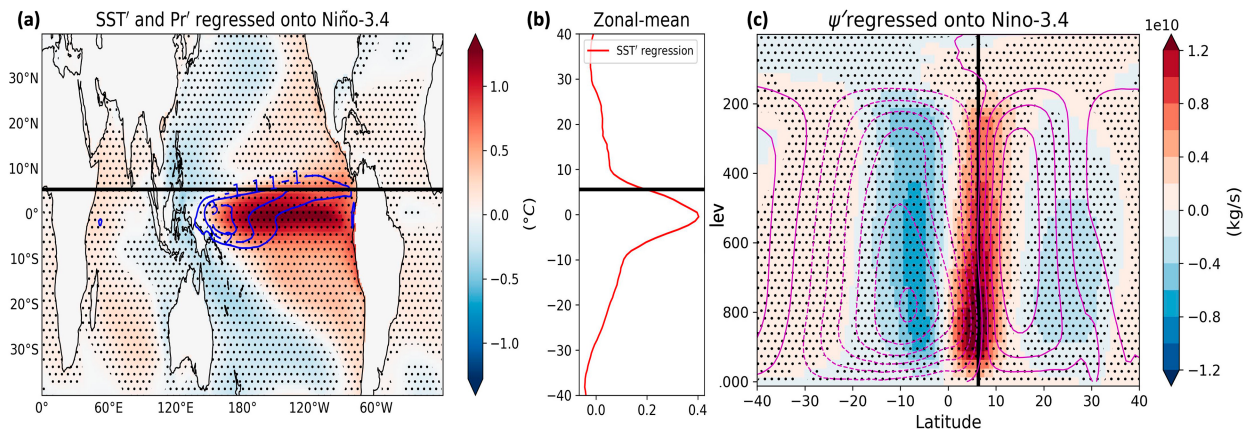 (a) SST′ and Pr′ regressed onto Niño-3.4
30°N
20°N
10°N
0°
10°S
20°S
30°S
0° 60°E 120°E 180° 120°W 60°W
1.0
0.5
0.0
−0.5
−1.0
(°C)
(b) Zonal-mean
SST′ regression
40
30
20
10
0
−10
−20
−30
−40
0.0 0.2 0.4
(c) ψ′regressed onto Nino-3.4
lev
200
400
600
800
.000
−40 −30 −20 −10 0 10 20 30 40
Latitude
1e10
1.2
0.8
0.4
0.0
−0.4
−0.8
−1.2
(kg/s)